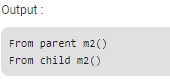 Output :
From parent m2()
From child m2()